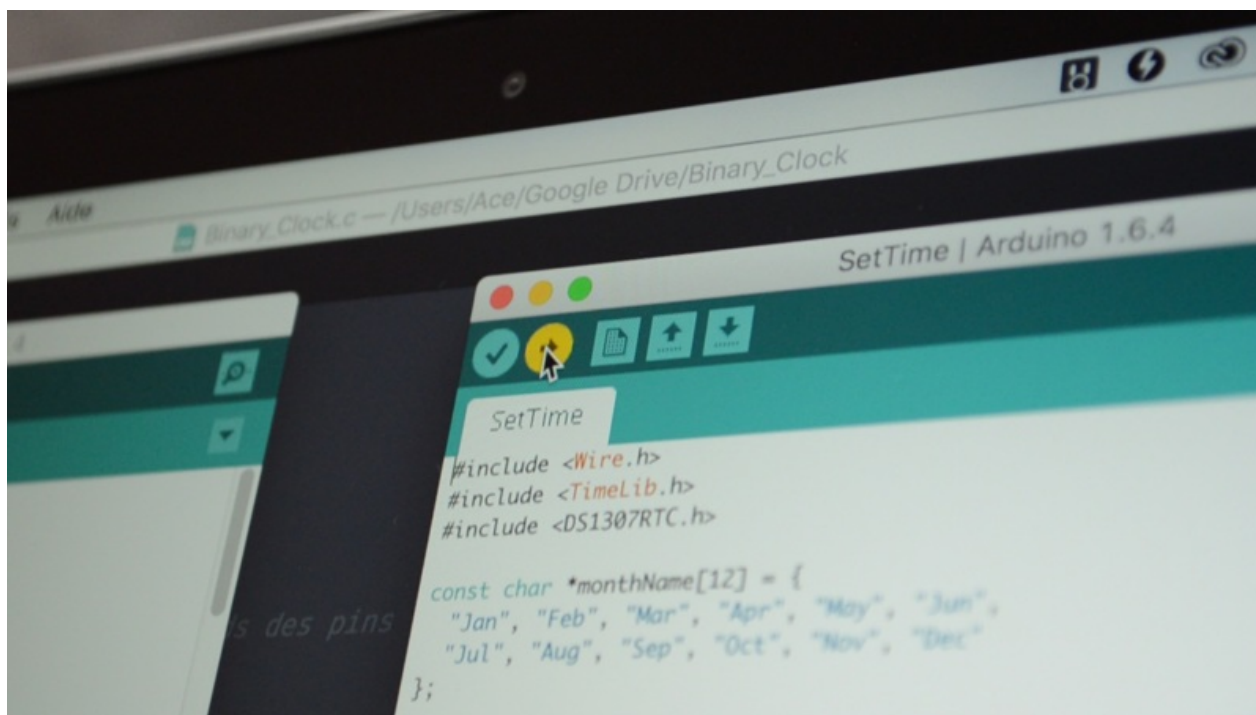 Aide
Binary_Clock.c — /Users/Ace/Google Drive/Binary_Clock
SetTime | Arduino 1.6.4
SetTime
#include <Wire.h>
#include <TimeLib.h>
#include <DS1307RTC.h>
const char *monthName[12] = {
"Jan", "Feb", "Mar", "Apr", "May", "Jun",
"Jul", "Aug", "Sep", "Oct", "Nov", "Dec"
};
des pins